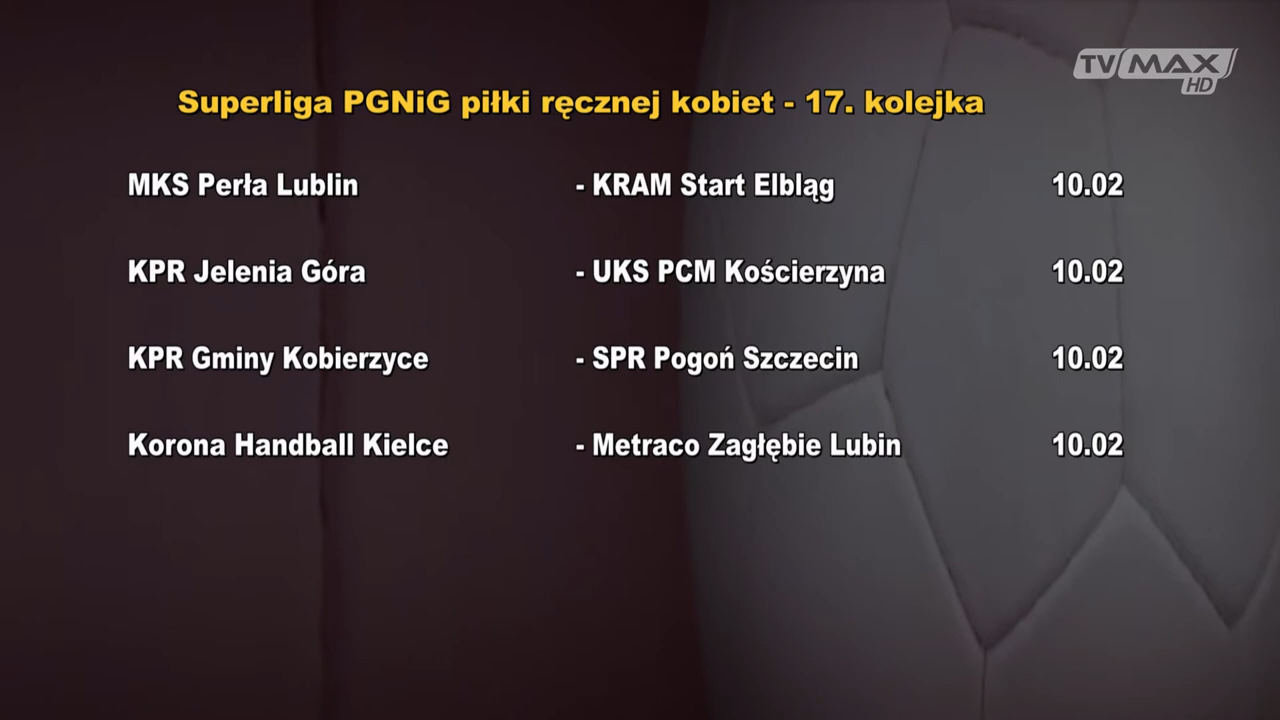 TV MAX HD
Superliga PGNiG piłki ręcznej kobiet - 17. kolejka
MKS Perła Lublin - KRAM Start Elbląg 10.02
KPR Jelenia Góra - UKS PCM Kościerzyna 10.02
KPR Gminy Kobierzyce - SPR Pogoń Szczecin 10.02
Korona Handball Kielce - Metraco Zagłębie Lubin 10.02